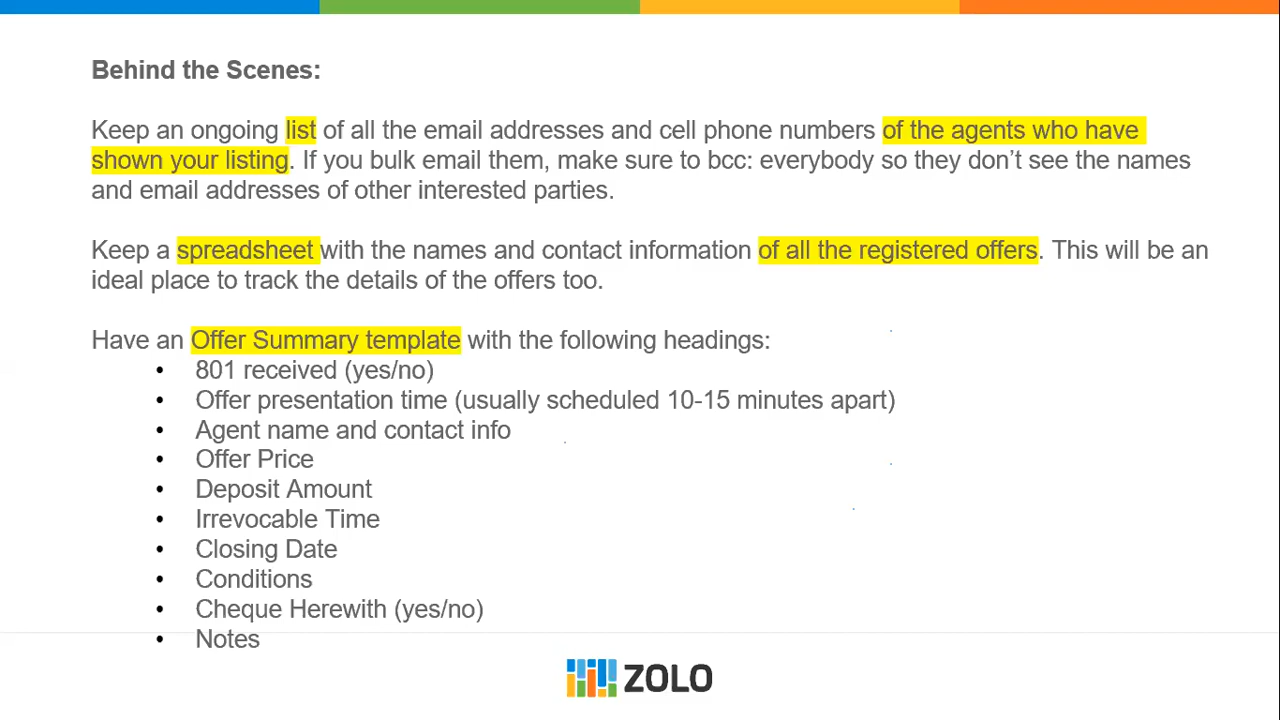 Behind the Scenes:
Keep an ongoing list of all the email addresses and cell phone numbers of the agents who have
shown your listing. If you bulk email them, make sure to bcc: everybody so they don’t see the names
and email addresses of other interested parties.
Keep a spreadsheet with the names and contact information of all the registered offers. This will be an
ideal place to track the details of the offers too.
Have an Offer Summary template with the following headings:
• 801 received (yes/no)
• Offer presentation time (usually scheduled 10-15 minutes apart)
• Agent name and contact info
• Offer Price
• Deposit Amount
• Irrevocable Time
• Closing Date
• Conditions
• Cheque Herewith (yes/no)
• Notes
ZOLO